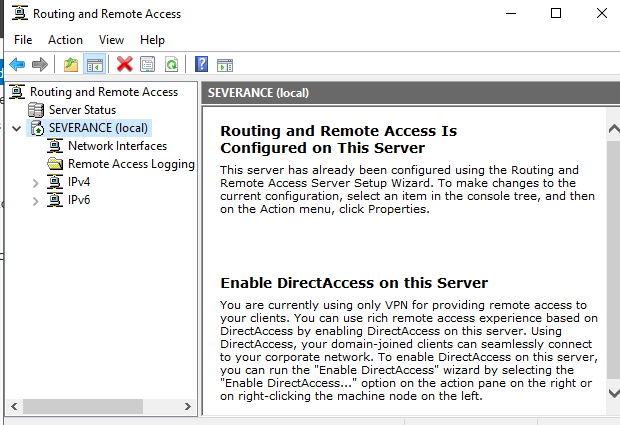 Routing and Remote Access
File Action View Help
Routing and Remote Access
Server Status
SEVERANCE (local)
Network Interfaces
Remote Access Logging
IPv4
IPv6
SEVERANCE (local)
Routing and Remote Access Is
Configured on This Server
This server has already been configured using the Routing and
Remote Access Server Setup Wizard. To make changes to the
current configuration, select an item in the console tree, and then
on the Action menu, click Properties.
Enable DirectAccess on this Server
You are currently using only VPN for providing remote access to
your clients. You can use rich remote access experience based on
DirectAccess by enabling DirectAccess on this server. Using
DirectAccess, your domain-joined clients can seamlessly connect
to your corporate network. To enable DirectAccess on this server,
you can run the "Enable DirectAccess" wizard by selecting the
"Enable DirectAccess..." option on the action pane on the right or
on right-clicking the machine node on the left.